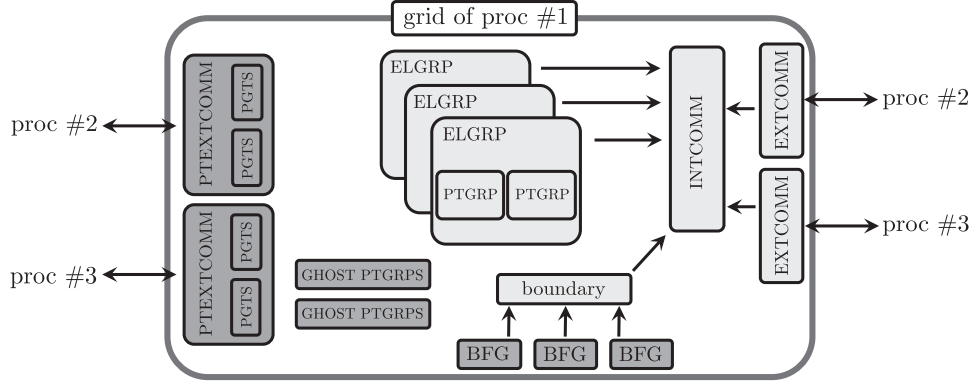 grid of proc #1
proc #2
PTEXTCOMM
PGTS
PGTS
proc #3
PTEXTCOMM
PGTS
PGTS
GHOST PTGRPS
GHOST PTGRPS
ELGRP
ELGRP
ELGRP
PTGRP
PTGRP
INTCOMM
EXTCOMM
proc #2
EXTCOMM
proc #3
boundary
BFG
BFG
BFG